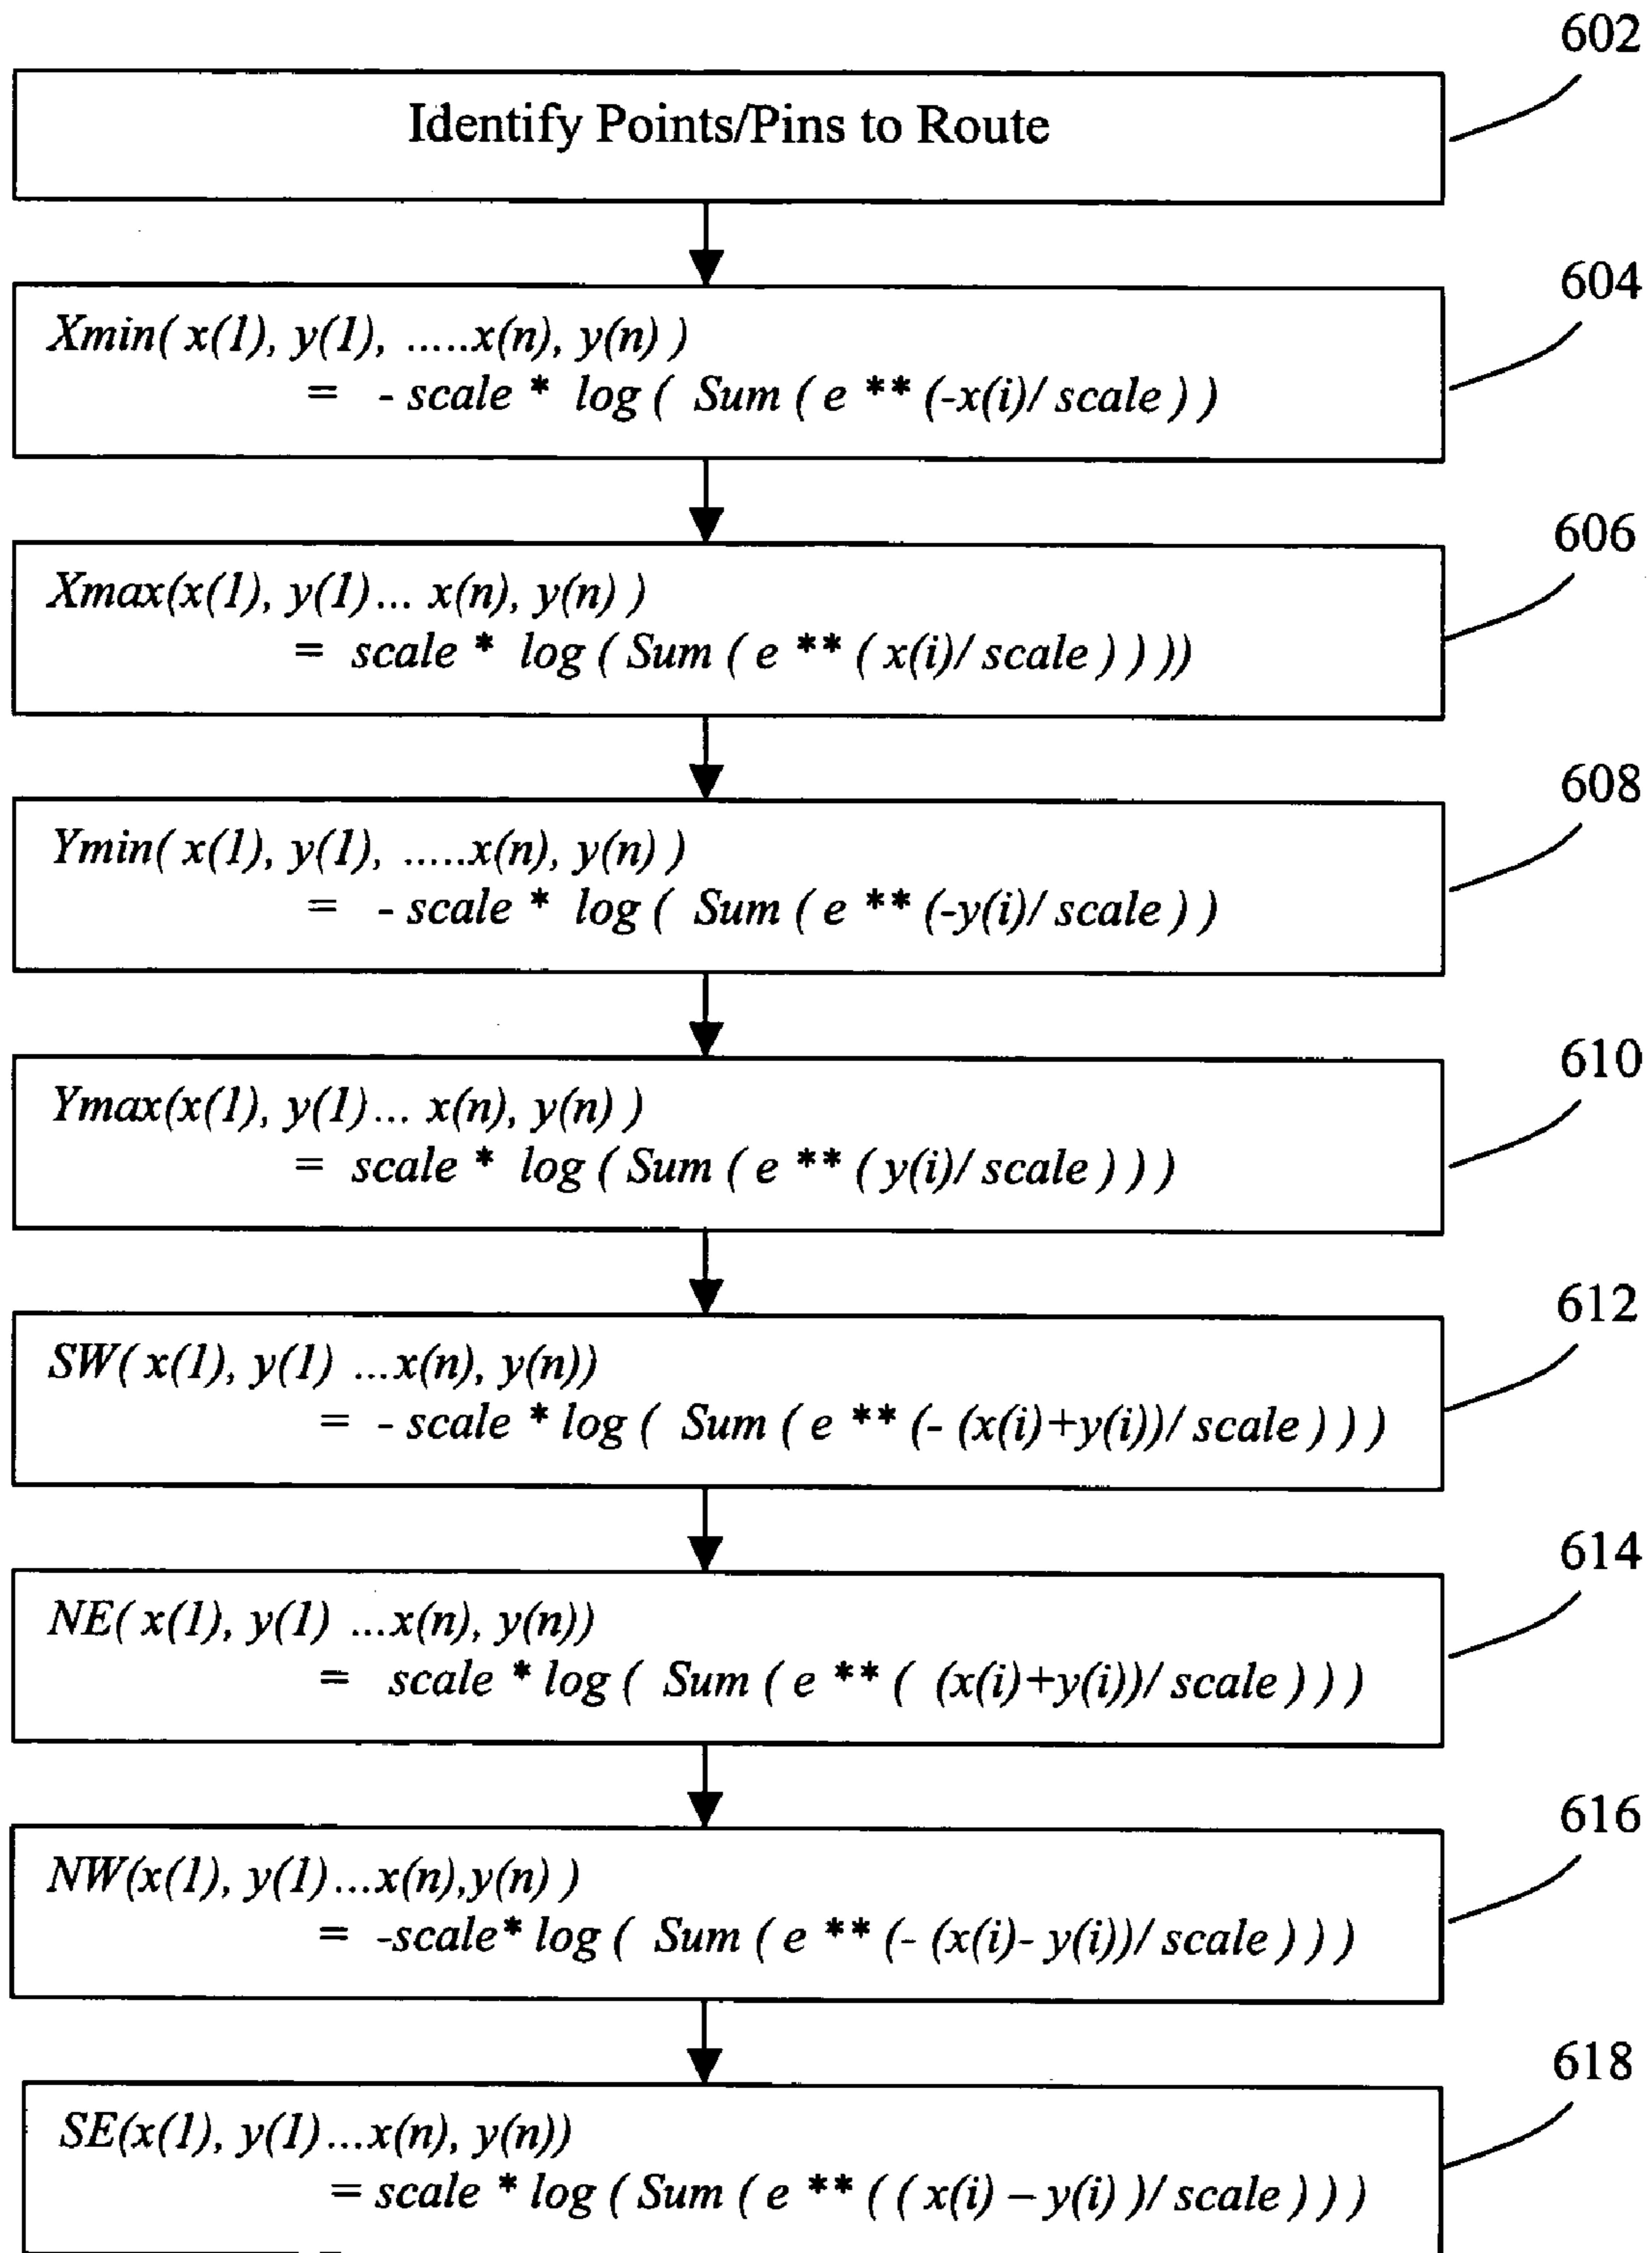 602
Identify Points/Pins to Route
604
Xmin( x(1), y(1), .....x(n), y(n) )
= - scale * log ( Sum ( e ** (-x(i)/ scale ) )
606
Xmax(x(1), y(1)... x(n), y(n) )
= scale * log ( Sum ( e ** ( x(i)/ scale ) ) ))
608
Ymin( x(1), y(1), .....x(n), y(n) )
= - scale * log ( Sum ( e ** (-y(i)/ scale ) )
610
Ymax(x(1), y(1)... x(n), y(n) )
= scale * log ( Sum ( e ** ( y(i)/ scale ) ) )
612
SW( x(1), y(1) ...x(n), y(n))
= - scale * log ( Sum ( e ** (- (x(i)+y(i))/ scale ) ) )
614
NE( x(1), y(1) ...x(n), y(n))
= scale * log ( Sum ( e ** ( (x(i)+y(i))/ scale ) ) )
616
NW(x(1), y(1)...x(n),y(n) )
= -scale* log ( Sum ( e ** (- (x(i)- y(i))/ scale ) ) )
618
SE(x(1), y(1)...x(n), y(n))
= scale * log ( Sum ( e ** ( ( x(i) – y(i) )/ scale ) ) )